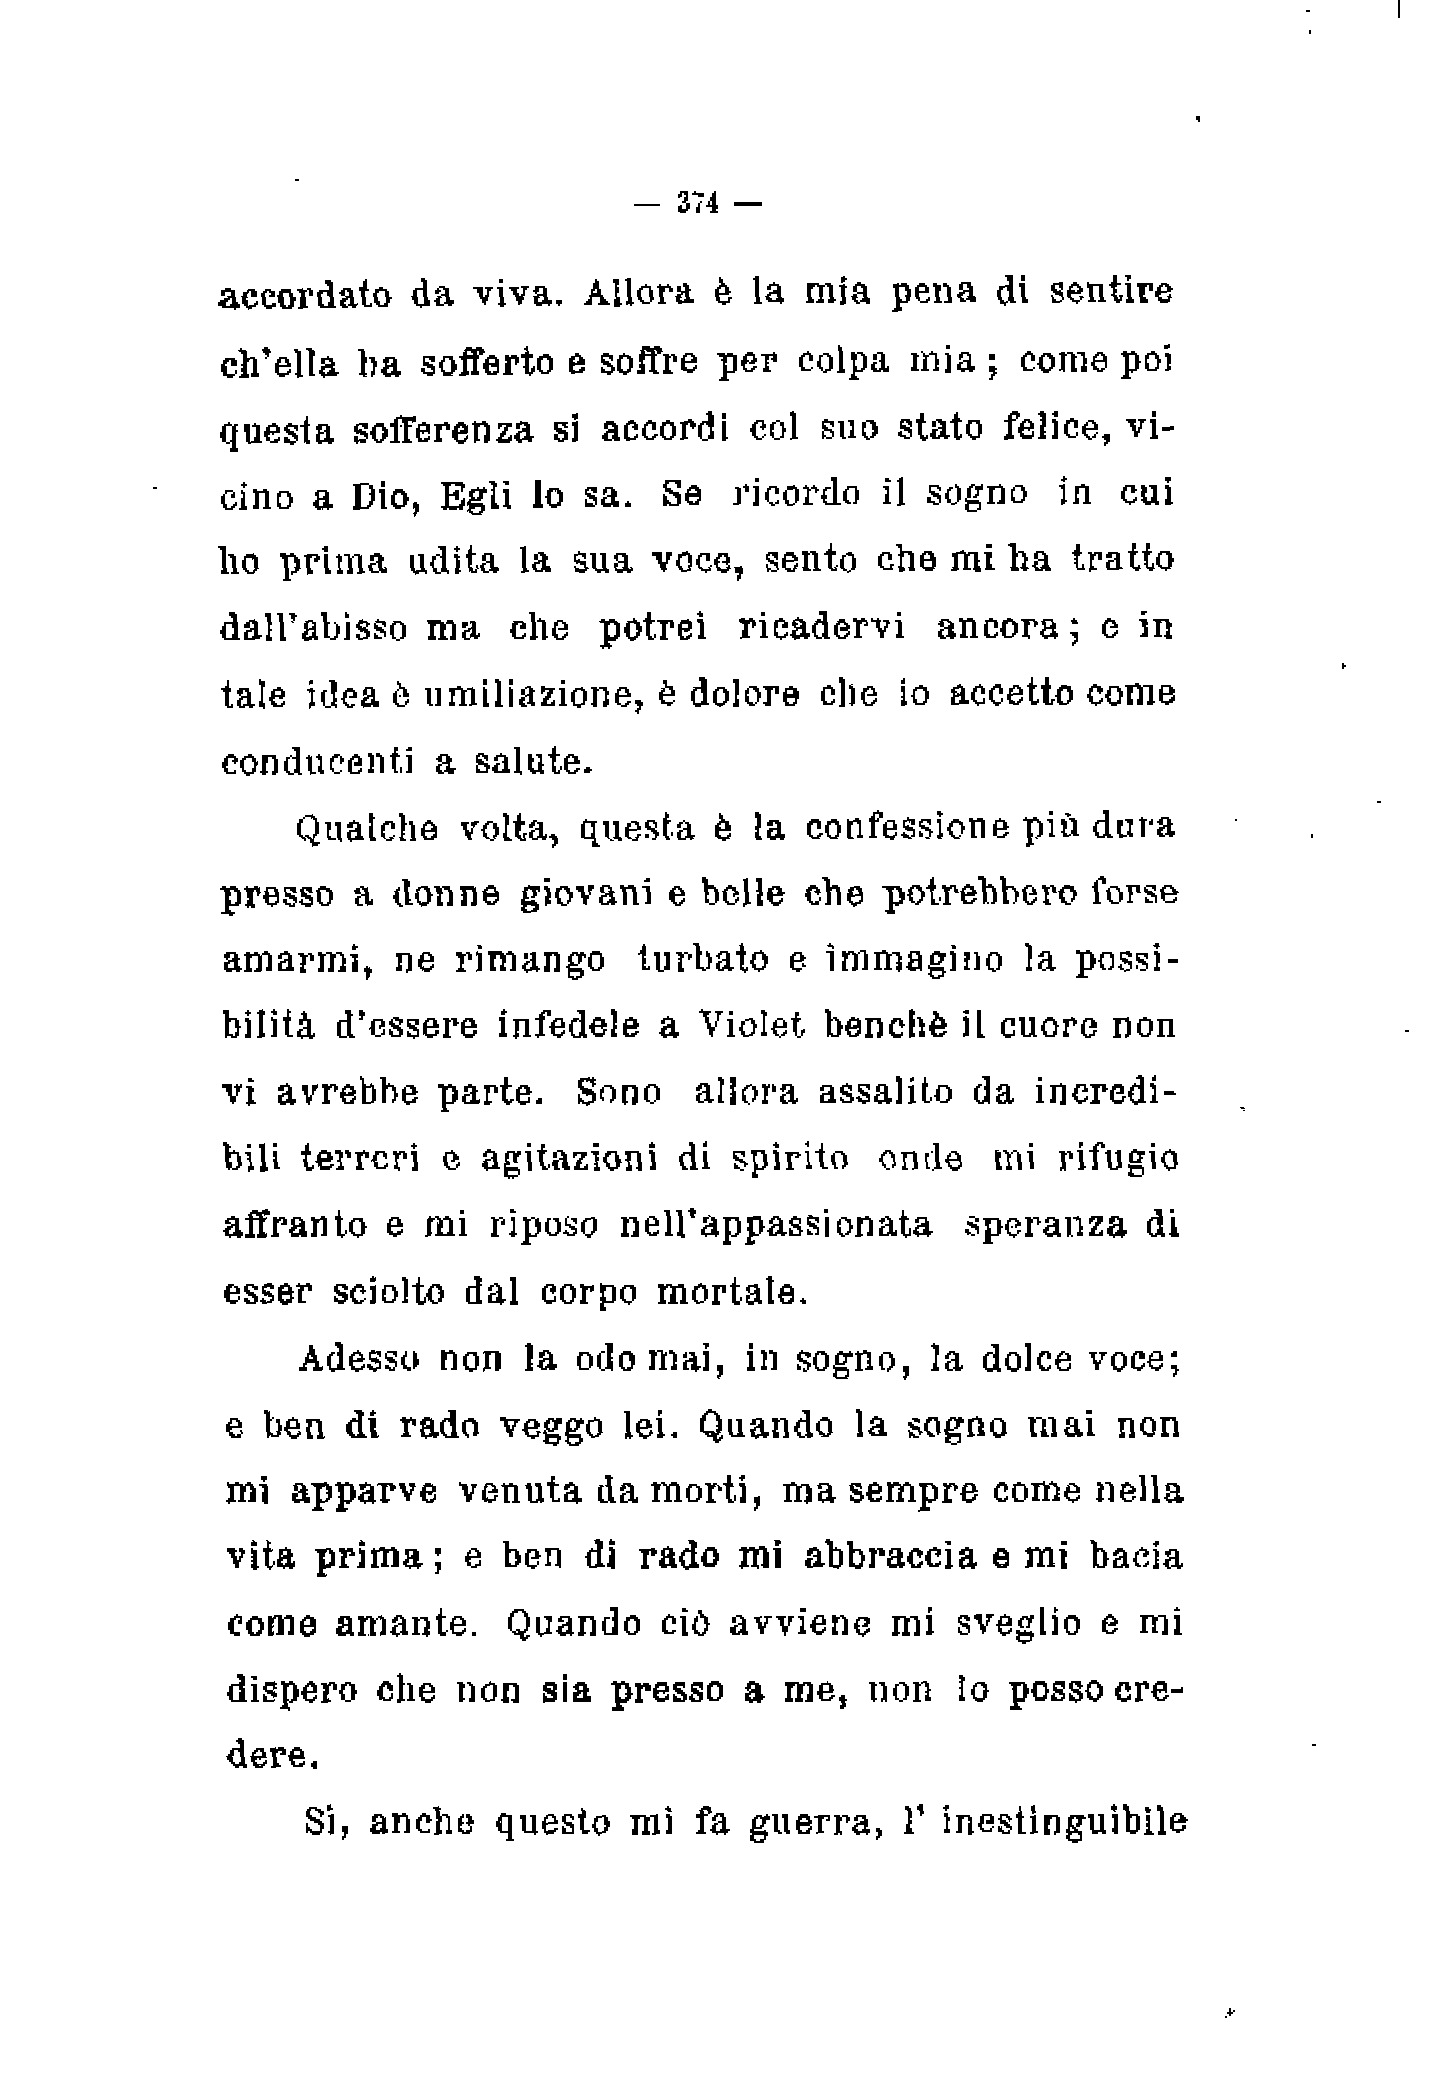 — 374 —
accordato da viva. Allora è la mia pena di sentire
ch'ella ha sofferto e soffre per colpa mia; come poi
questa sofferenza si accordi col suo stato felice, vi-
cino a Dio, Egli lo sa. Se ricordo il sogno in cui
ho prima udita la sua voce, sento che mi ha tratto
dall'abisso ma che potrei ricadervi ancora; e in
tale idea è umiliazione, è dolore che io accetto come
conducenti a salute.
Qualche volta, questa è la confessione più dura
presso a donne giovani e belle che potrebbero forse
amarmi, ne rimango turbato e immagino la possi-
bilità d'essere infedele a Violet benchè il cuore non
vi avrebbe parte. Sono allora assalito da incredi-
bili terrori e agitazioni di spirito onde mi rifugio
affranto e mi riposo nell'appassionata speranza di
esser sciolto dal corpo mortale.
Adesso non la odo mai, in sogno, la dolce voce;
e ben di rado veggo lei. Quando la sogno mai non
mi apparve venuta da morti, ma sempre come nella
vita prima; e ben di rado mi abbraccia e mi bacia
come amante. Quando ciò avviene mi sveglio e mi
dispero che non sia presso a me, non lo posso cre-
dere.
Sì, anche questo mi fa guerra, l' inestinguibile